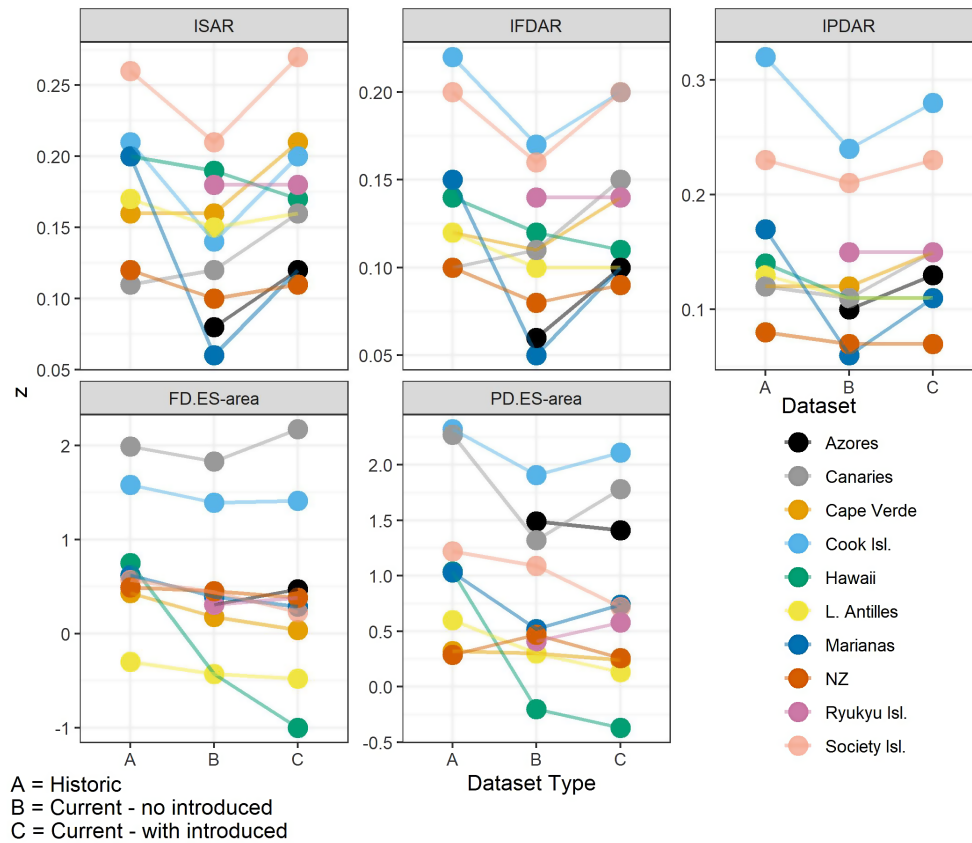 ISAR
IFDAR
IPDAR
0.25
0.20
0.15
0.10
0.05
0.20
0.15
0.10
0.05
0.3
0.2
0.1
A
B
C
z
FD.ES-area
PD.ES-area
2
1
0
-1
2.0
1.5
1.0
0.5
0.0
-0.5
A
B
C
A
B
C
Dataset Type
Dataset
Azores
Canaries
Cape Verde
Cook Isl.
Hawaii
L. Antilles
Marianas
NZ
Ryukyu Isl.
Society Isl.
A = Historic
B = Current - no introduced
C = Current - with introduced